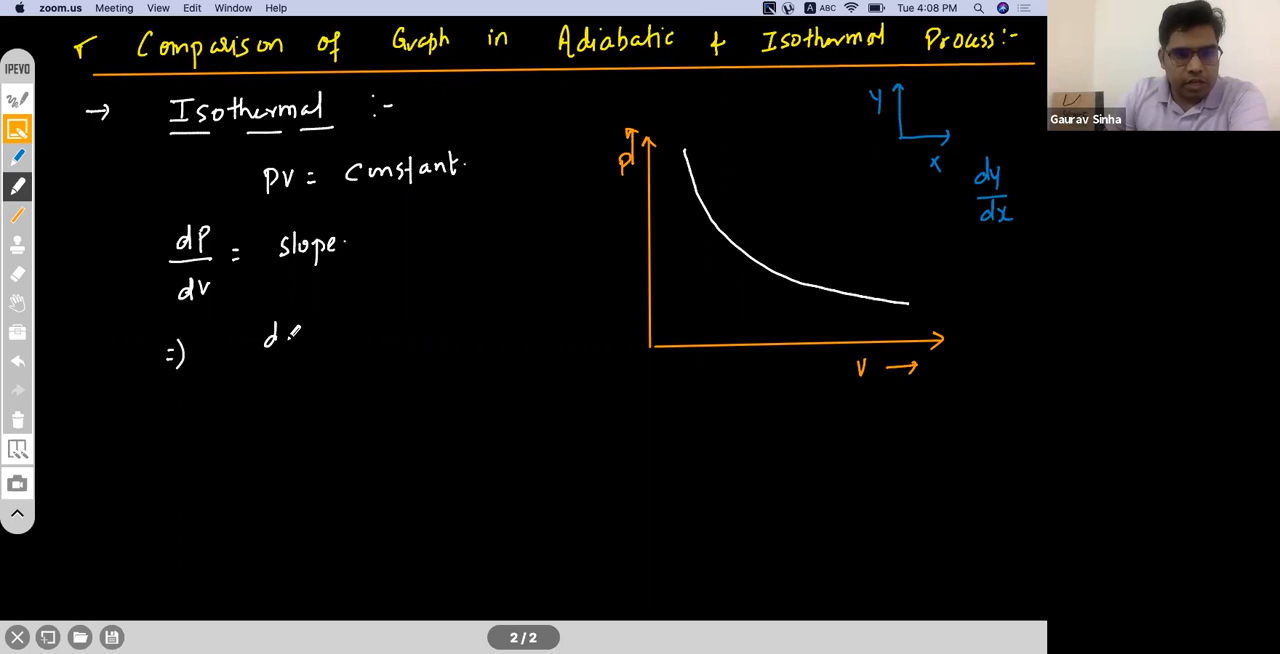 zoom.us Meeting View Edit Window Help
A ABC Tue 4:08 PM
IPEVO
Comparison of Graph in Adiabatic & Isothermal Process:-
Gaurav Sinha
→ Isothermal :-
PV = Constant.
dP/dV = slope.
⇒ d
P
V →
y
x
dy/dx
2 / 2